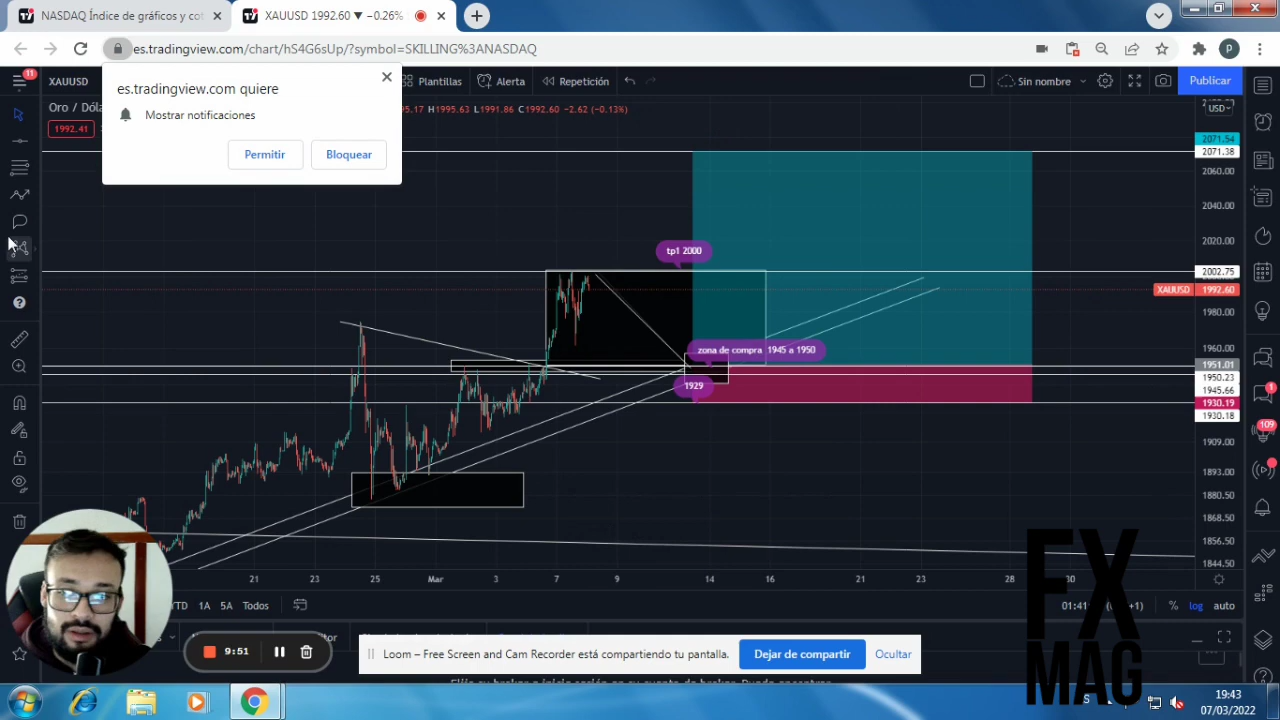 NASDAQ Índice de gráficos y cot
XAUUSD 1992.60 ▼ −0.26%
es.tradingview.com/chart/hS4G6sUp/?symbol=SKILLING%3ANASDAQ
P
11
XAUUSD
Plantillas
Alerta
Repetición
Sin nombre
Publicar
es.tradingview.com quiere
Mostrar notificaciones
Permitir
Bloquear
Oro / Dóla
H1995.63 L1991.86 C1992.60 −2.62 (−0.13%)
1992.41
USD
2071.54
2071.38
2060.00
2040.00
2020.00
tp1 2000
2002.75
XAUUSD 1992.60
1980.00
zona de compra 1945 a 1950
1960.00
1951.01
1950.23
1929
1945.66
1930.19
1930.18
1
109
1909.00
1893.00
1880.50
1868.50
1856.50
1844.50
21 23 25 Mar 3 7 9 14 16 21 23 28 30
YTD 1A 5A Todos
% log auto
9:51
Loom – Free Screen and Cam Recorder está compartiendo tu pantalla.
Dejar de compartir
Ocultar
FX
MAG
19:43
07/03/2022